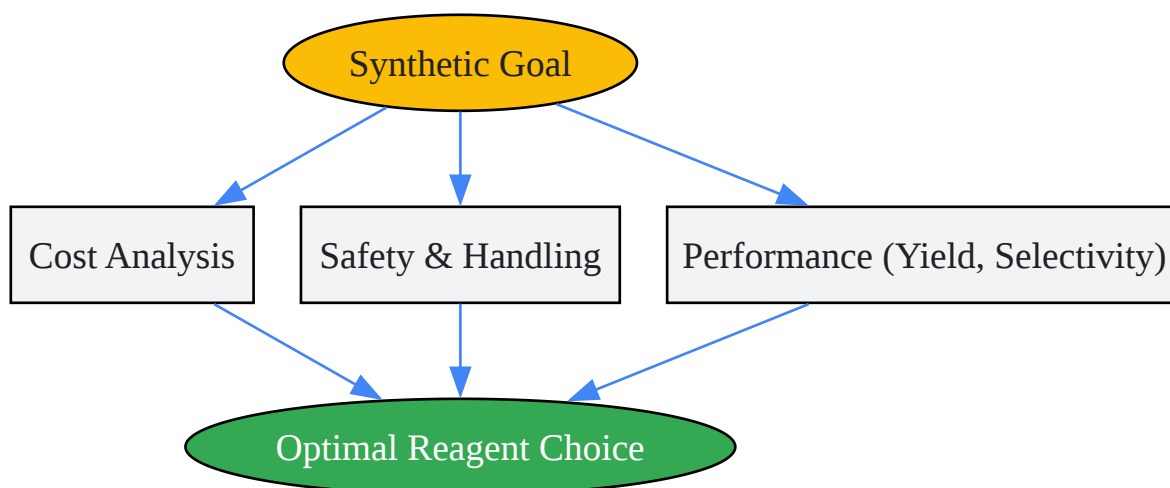 Synthetic Goal
Cost Analysis
Safety & Handling
Performance (Yield, Selectivity)
Optimal Reagent Choice